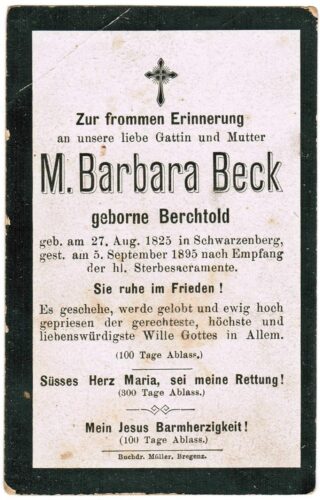 Zur frommen Erinnerung
an unsere liebe Gattin und Mutter
M. Barbara Beck
geborne Berchtold
geb. am 27. Aug. 1825 in Schwarzenberg,
gest. am 5. September 1895 nach Empfang
der hl. Sterbesacramente.
Sie ruhe im Frieden!
Es geschehe, werde gelobt und ewig hoch
gepriesen der gerechteste, höchste und
liebenswürdigste Wille Gottes in Allem.
(100 Tage Ablass.)
Süsses Herz Maria, sei meine Rettung!
(300 Tage Ablass.)
Mein Jesus Barmherzigkeit!
(100 Tage Ablass.)
Buchdr. Müller, Bregenz.